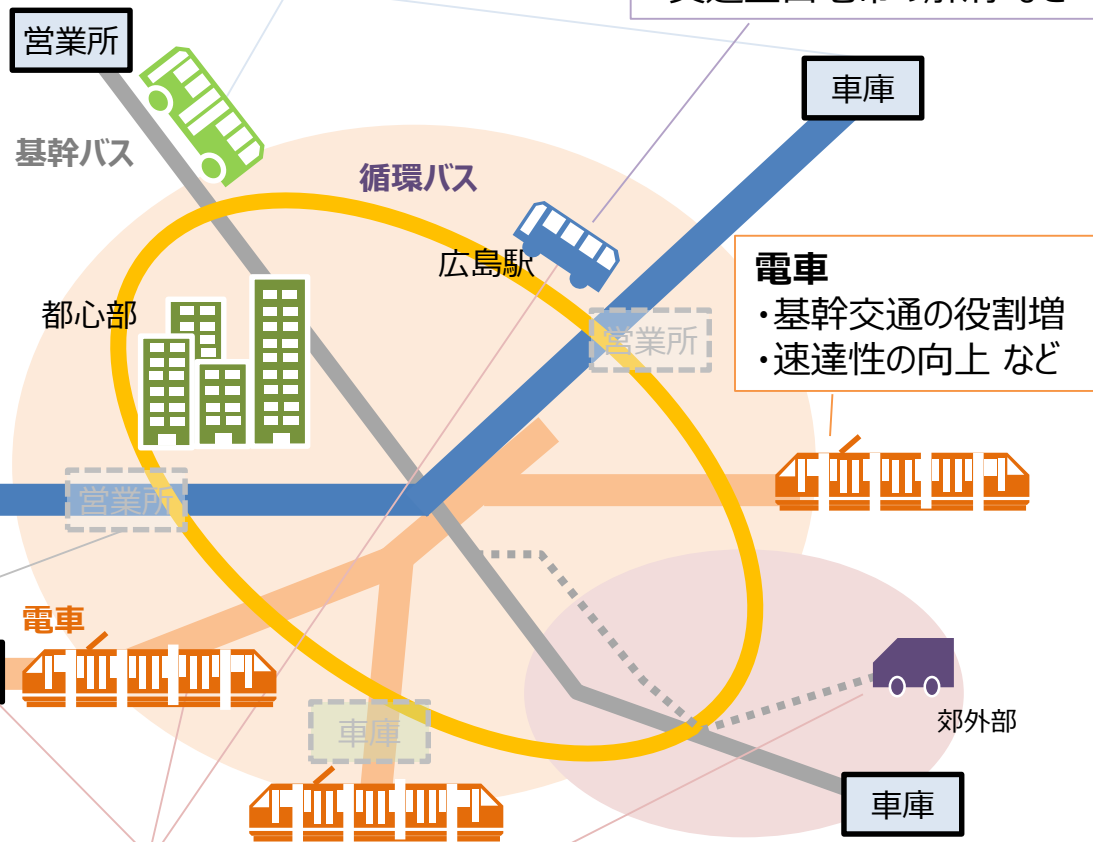 営業所
車庫
基幹バス
循環バス
広島駅
都心部
電車
・基幹交通の役割増
・速達性の向上 など
営業所
営業所
電車
車庫
郊外部
車庫